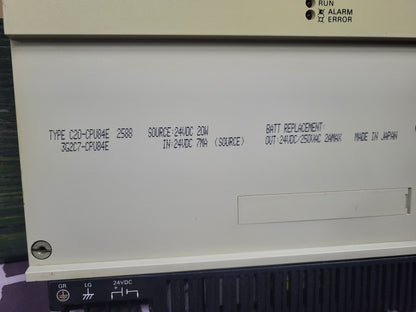 RUN
ALARM
ERROR
TYPE C20-CPU84E 2588 SOURCE:24VDC 20W BATT REPLACEMENT:
3G2C7-CPU84E IN:24VDC 7MA (SOURCE) OUT:24VDC/250VAC 2AMAX MADE IN JAPAN
GR LG 24VDC
+ -